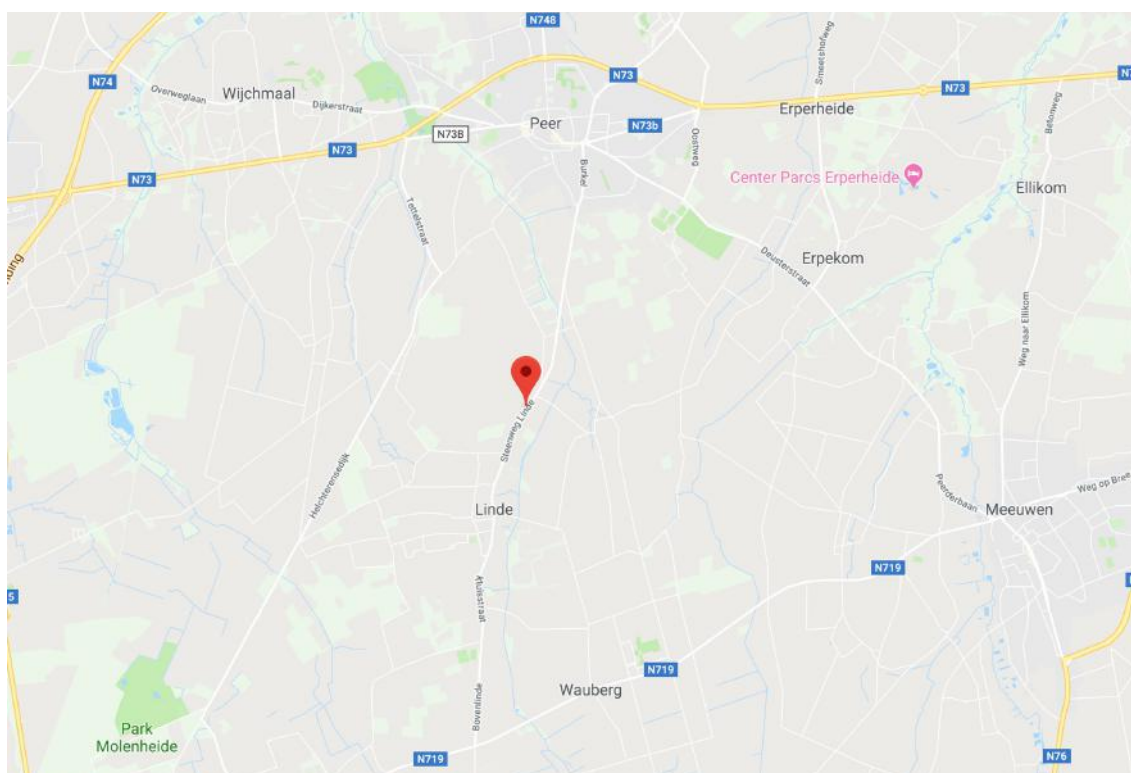 N748
N74
Overweglaan
Wijchmaal
Dijkerstraat
N73
Peer
N73B
N73b
Smeetshofweg
Erperheide
N73
Betonweg
N73
N73
Burkel
Oostweg
Center Parcs Erperheide
Ellikom
Tettelstraat
Deusterstraat
Erpekom
Weg naar Ellikom
Steenweg Linde
Helchterensedijk
Linde
Peerderbaan
Weg op Bree
Meeuwen
N719
Kluisstraat
N719
Wauberg
Bovenlinde
Park
Molenheide
N719
N76